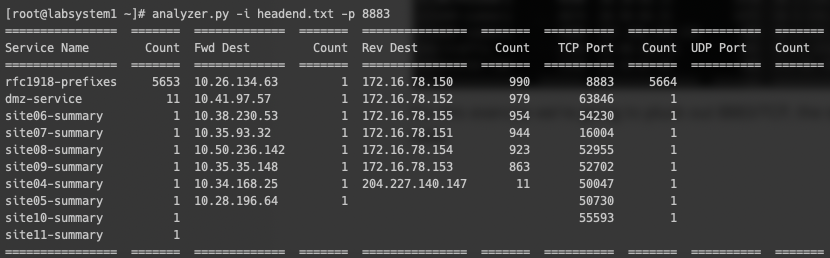 [root@labsystem1 ~]# analyzer.py -i headend.txt -p 8883
================ ======= ============= ======= =============== ======= ======== ======= ========== =======
Service Name Count Fwd Dest Count Rev Dest Count TCP Port Count UDP Port Count
================ ======= ============= ======= =============== ======= ======== ======= ========== =======
rfc1918-prefixes 5653 10.26.134.63 1 172.16.78.150 990 8883 5664
dmz-service 11 10.41.97.57 1 172.16.78.152 979 63846 1
site06-summary 1 10.38.230.53 1 172.16.78.155 954 54230 1
site07-summary 1 10.35.93.32 1 172.16.78.151 944 16004 1
site08-summary 1 10.50.236.142 1 172.16.78.154 923 52955 1
site09-summary 1 10.35.35.148 1 172.16.78.153 863 52702 1
site04-summary 1 10.34.168.25 1 204.227.140.147 11 50047 1
site05-summary 1 10.28.196.64 1 50730 1
site10-summary 1 55593 1
site11-summary 1
================ ======= ============= ======= =============== ======= ======== ======= ========== =======